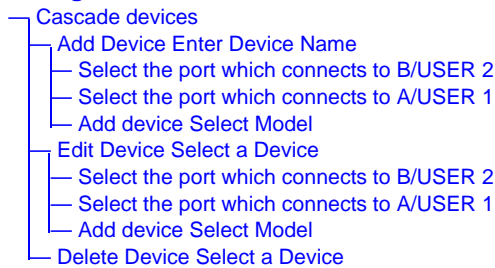 Cascade devices
Add Device Enter Device Name
Select the port which connects to B/USER 2
Select the port which connects to A/USER 1
Add device Select Model
Edit Device Select a Device
Select the port which connects to B/USER 2
Select the port which connects to A/USER 1
Add device Select Model
Delete Device Select a Device